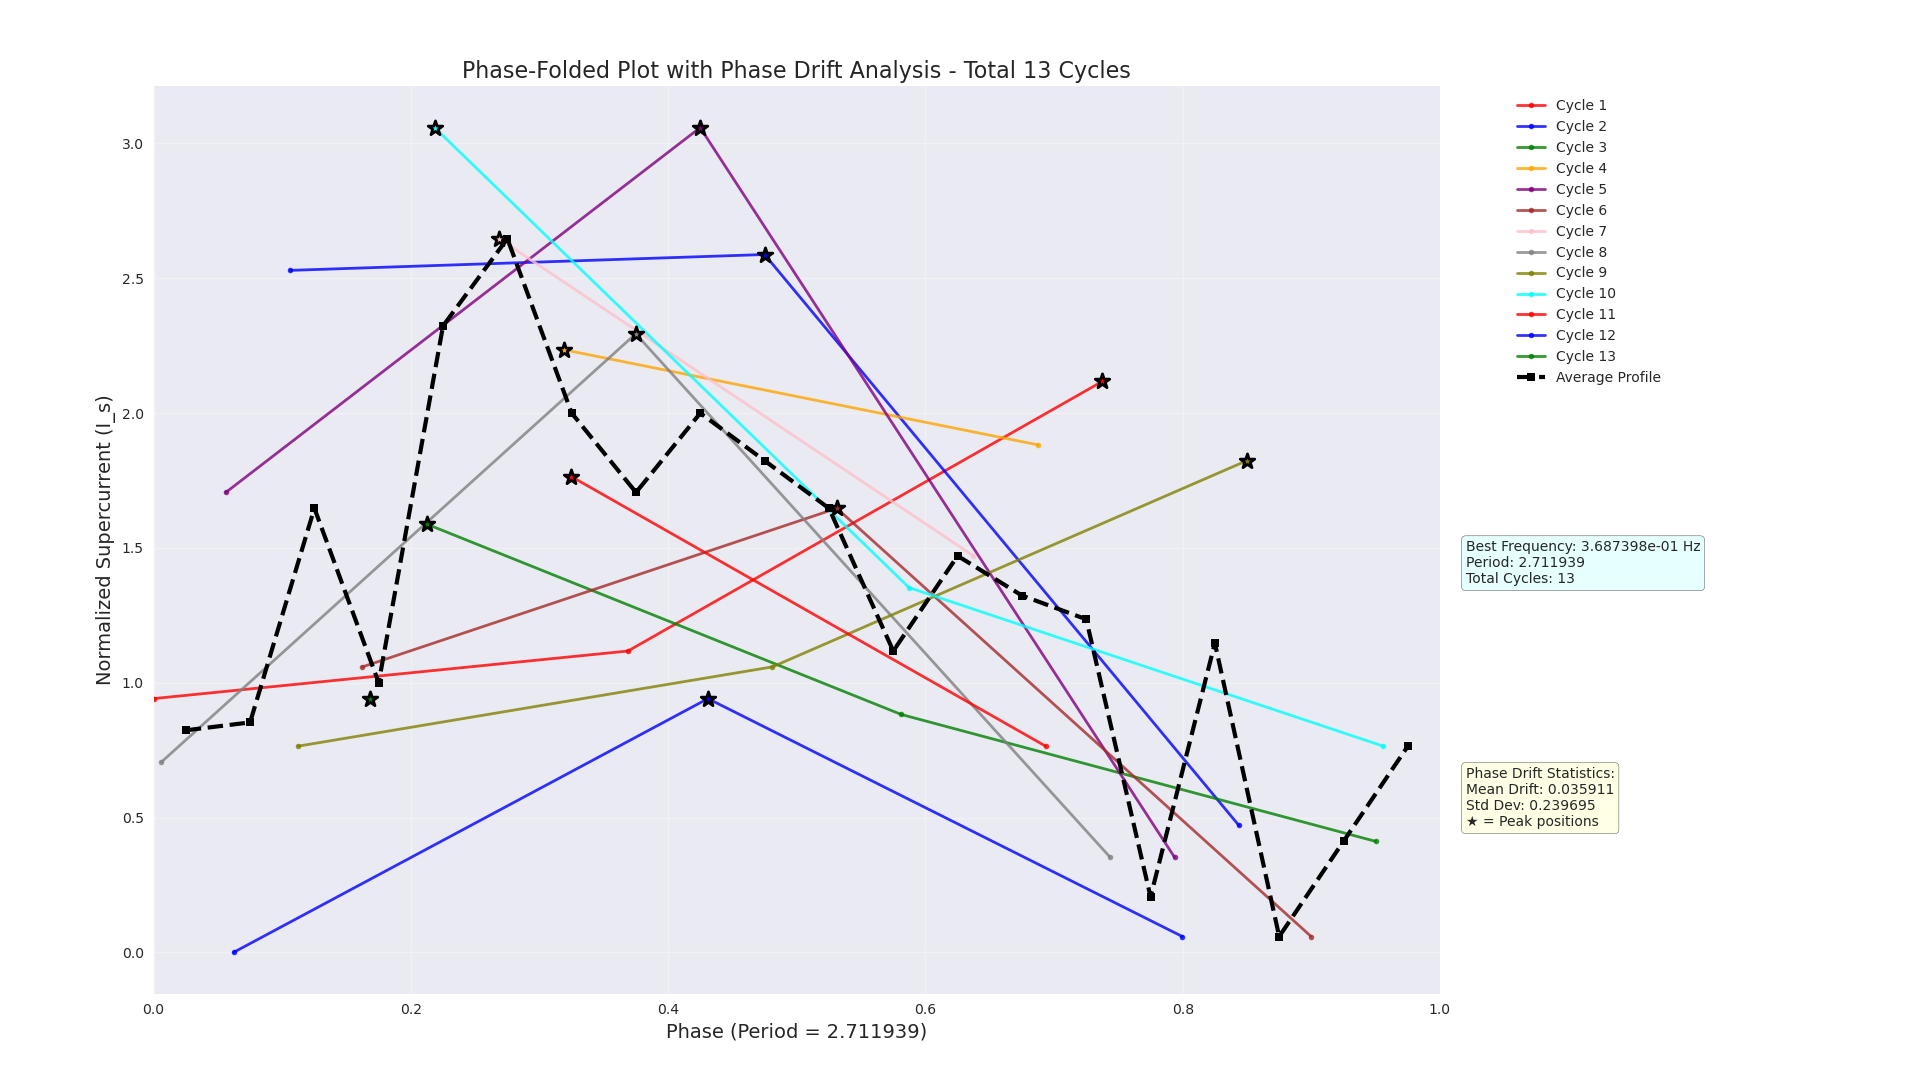 Phase-Folded Plot with Phase Drift Analysis - Total 13 Cycles
Normalized Supercurrent (I_s)
3.0
2.5
2.0
1.5
1.0
0.5
0.0
0.0 0.2 0.4 0.6 0.8 1.0
Phase (Period = 2.711939)
Cycle 1
Cycle 2
Cycle 3
Cycle 4
Cycle 5
Cycle 6
Cycle 7
Cycle 8
Cycle 9
Cycle 10
Cycle 11
Cycle 12
Cycle 13
Average Profile
Best Frequency: 3.687398e-01 Hz
Period: 2.711939
Total Cycles: 13
Phase Drift Statistics:
Mean Drift: 0.035911
Std Dev: 0.239695
★ = Peak positions